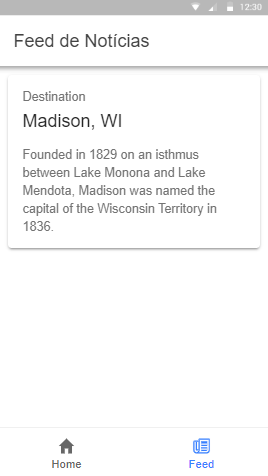 12:30
Feed de Notícias
Destination
Madison, WI
Founded in 1829 on an isthmus
between Lake Monona and Lake
Mendota, Madison was named the
capital of the Wisconsin Territory in
1836.
Home
Feed